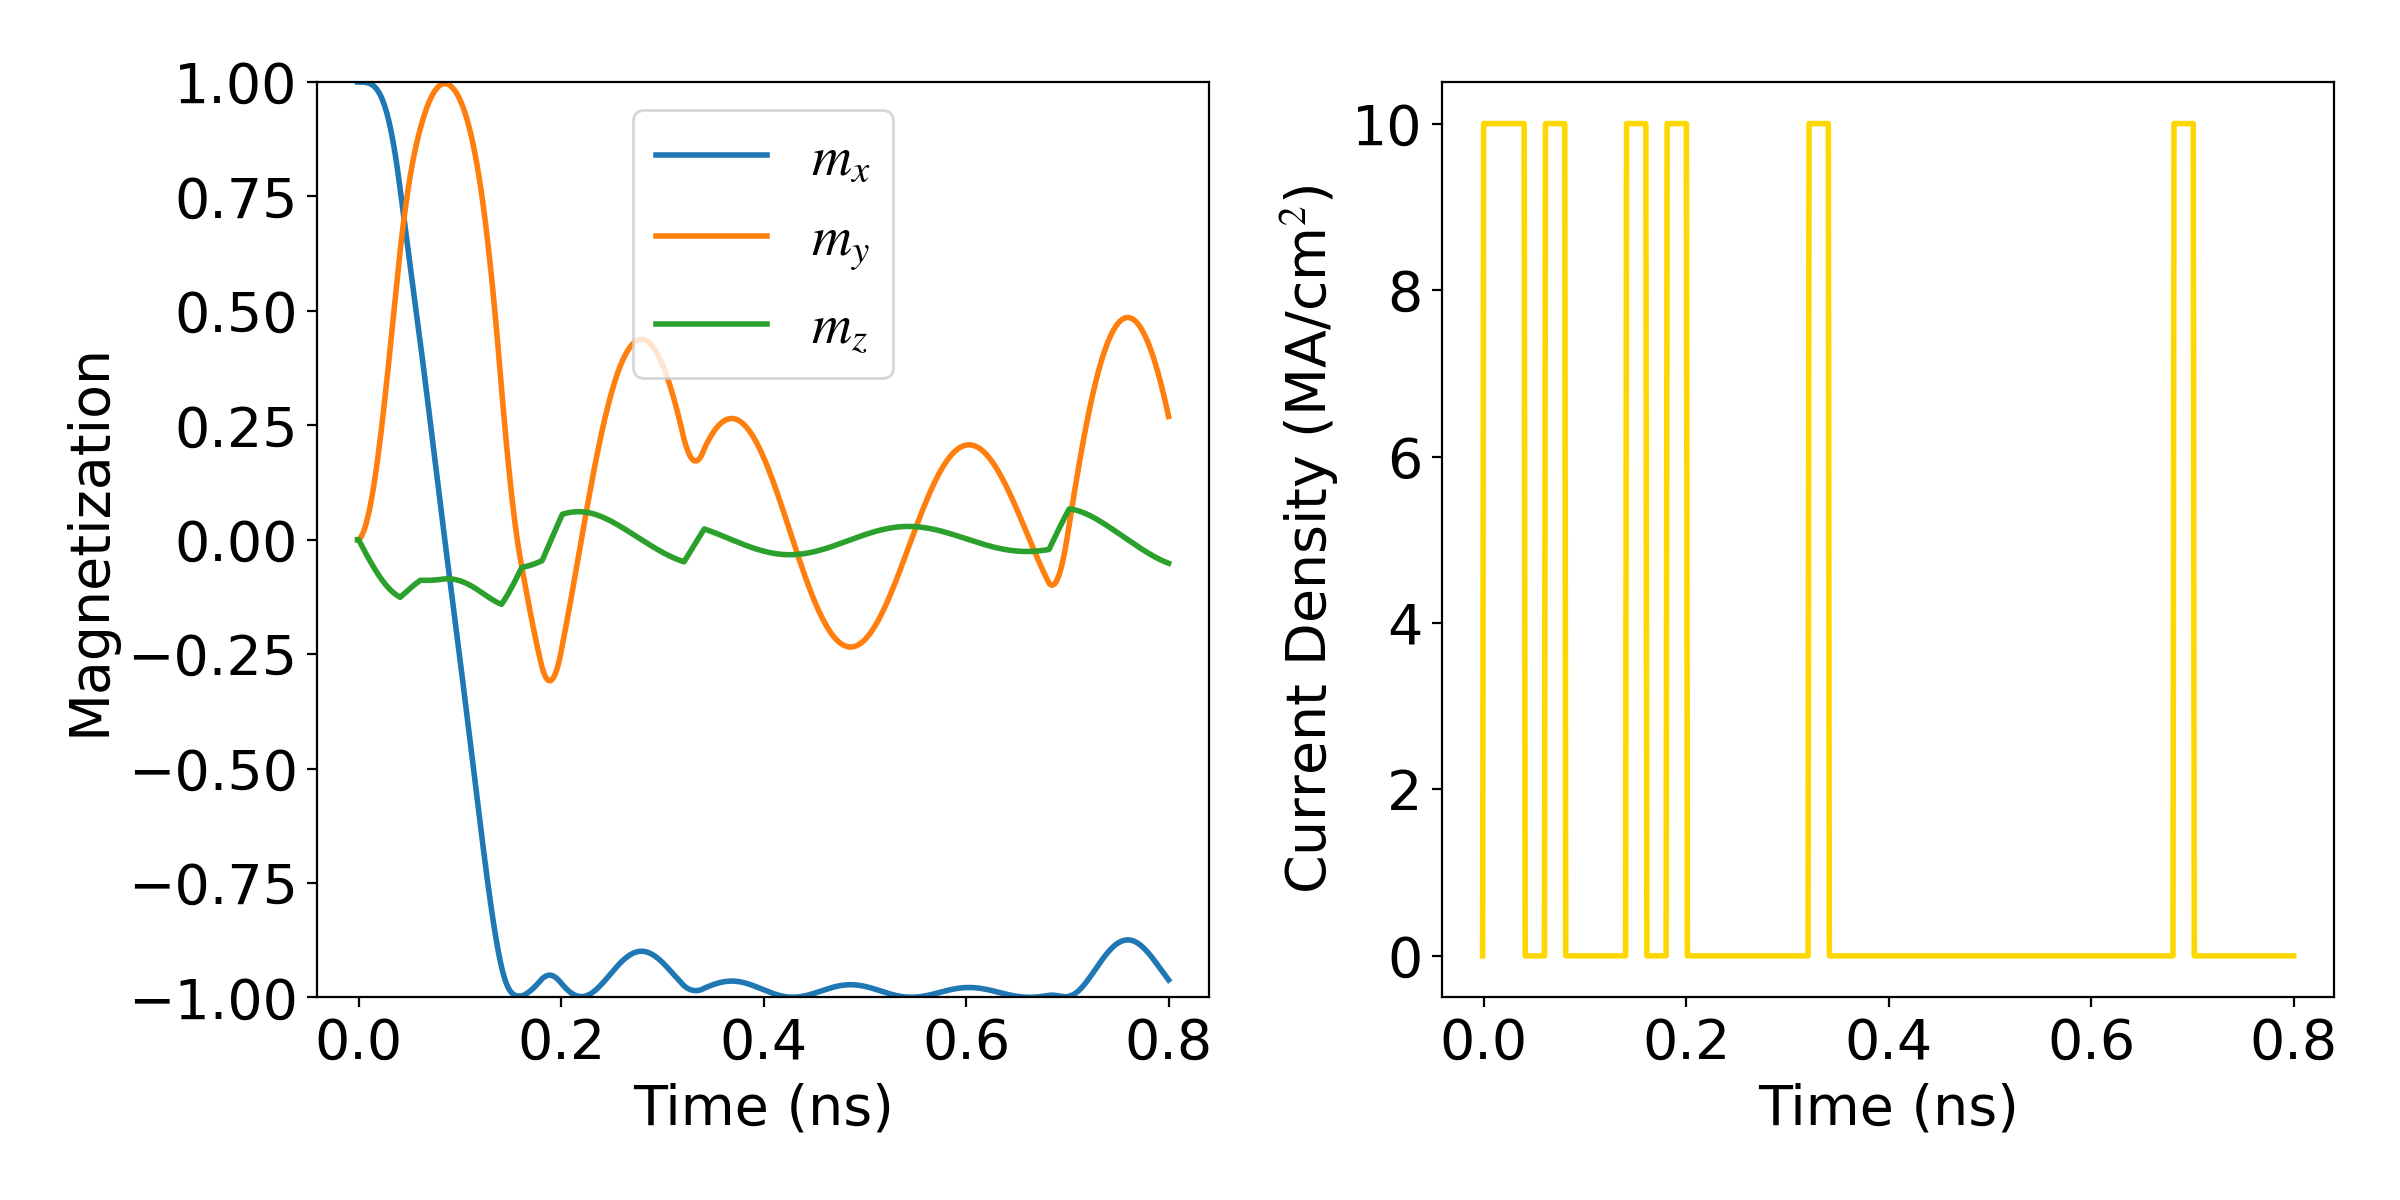 1.00
0.75
0.50
0.25
0.00
−0.25
−0.50
−0.75
−1.00
Magnetization
0.0 0.2 0.4 0.6 0.8
Time (ns)
m_x
m_y
m_z
10
8
6
4
2
0
Current Density (MA/cm²)
0.0 0.2 0.4 0.6 0.8
Time (ns)